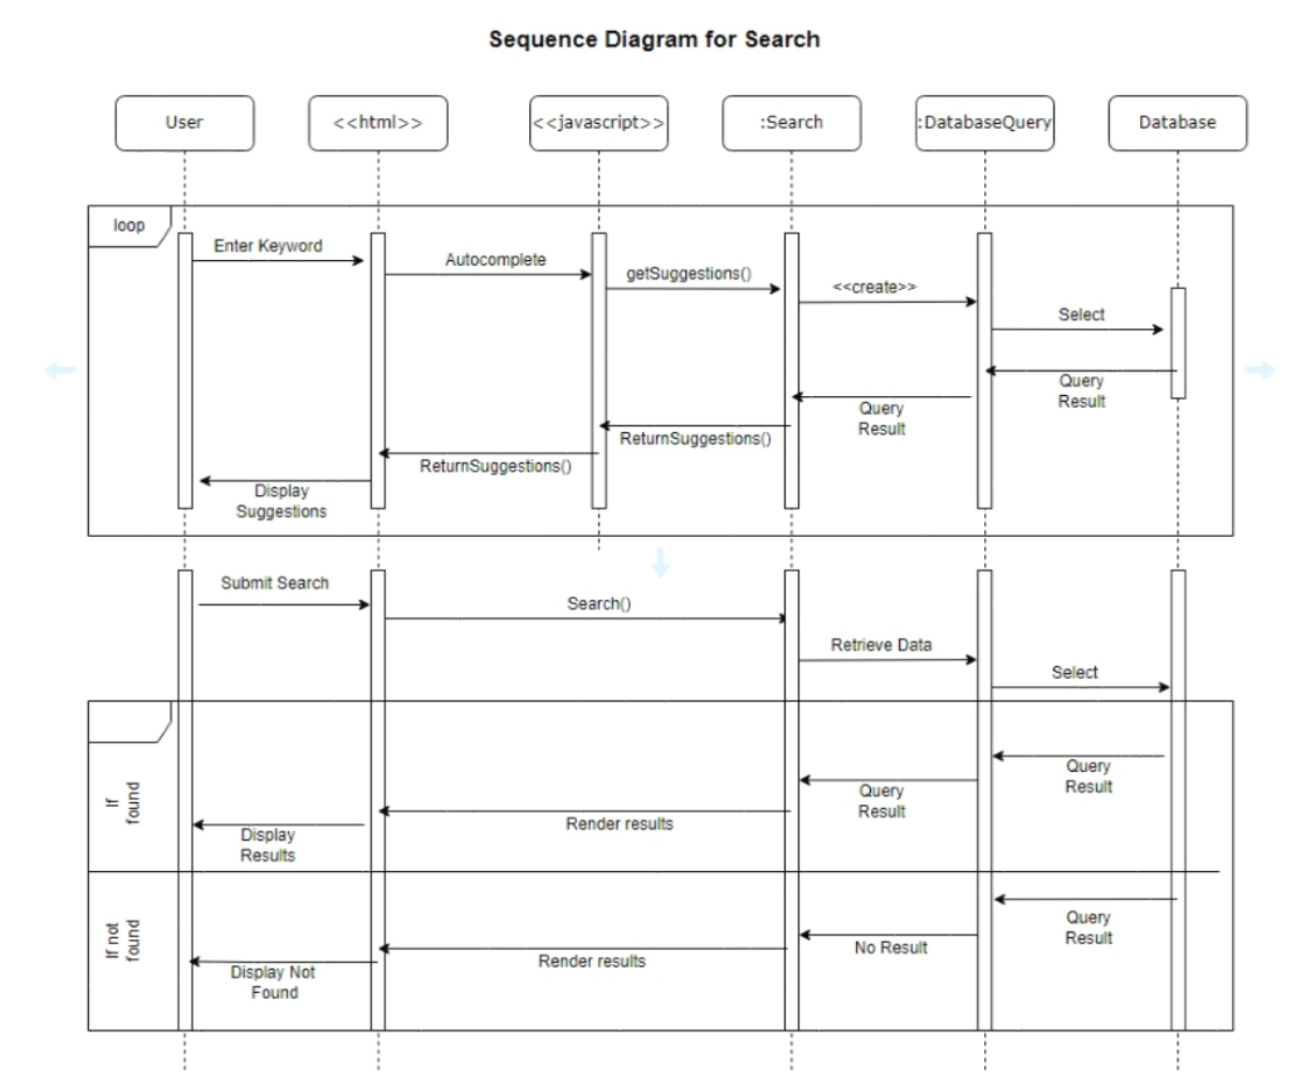 Sequence Diagram for Search
User
<<html>>
<<javascript>>
:Search
:DatabaseQuery
Database
loop
Enter Keyword
Autocomplete
getSuggestions()
<<create>>
Select
Query
Result
Query
Result
ReturnSuggestions()
ReturnSuggestions()
Display
Suggestions
Submit Search
Search()
Retrieve Data
Select
If
found
Query
Result
Query
Result
Render results
Display
Results
If not
found
Query
Result
No Result
Render results
Display Not
Found